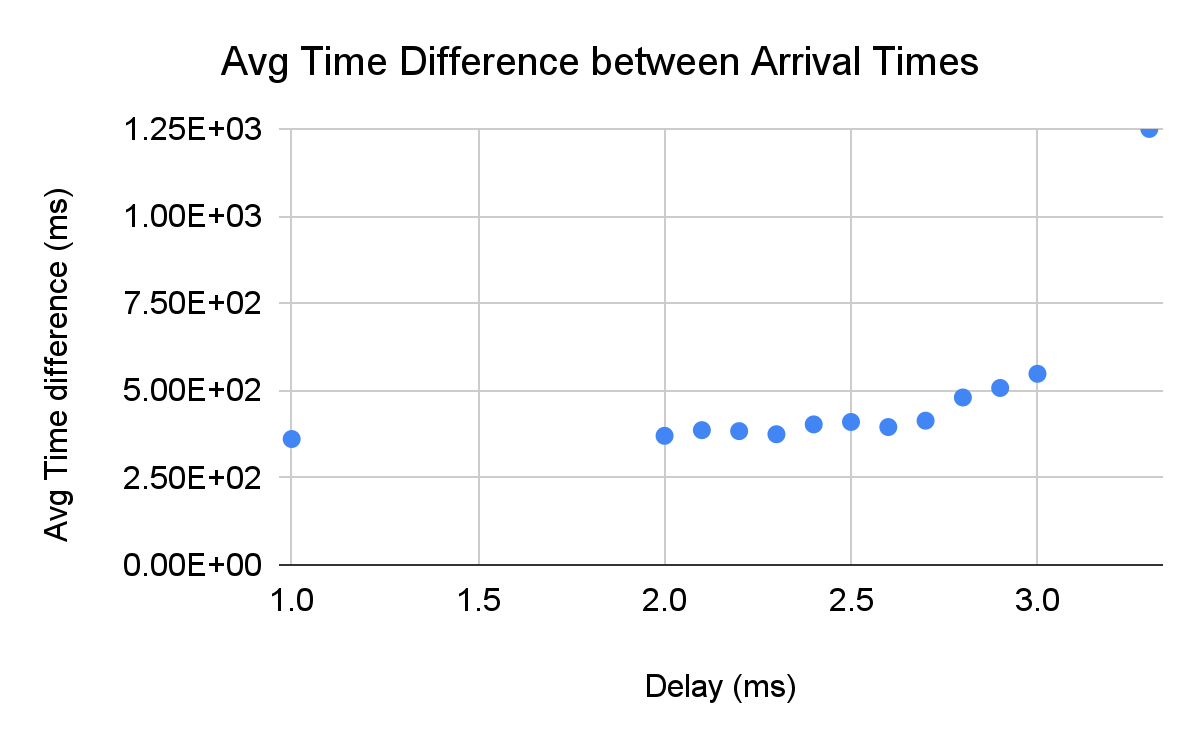 Avg Time Difference between Arrival Times
Avg Time difference (ms)
1.25E+03
1.00E+03
7.50E+02
5.00E+02
2.50E+02
0.00E+00
1.0 1.5 2.0 2.5 3.0
Delay (ms)